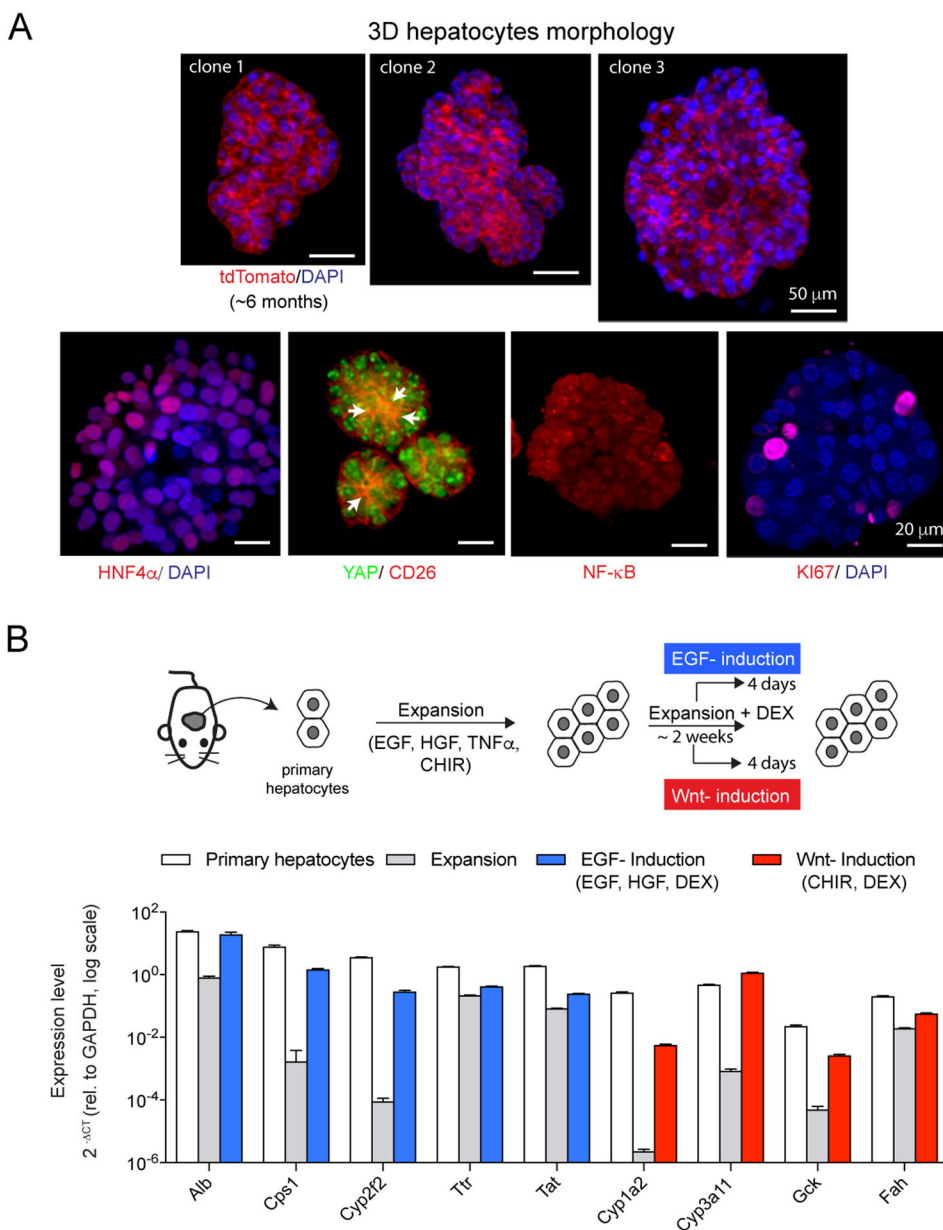 A
3D hepatocytes morphology
clone 1
clone 2
clone 3
tdTomato/DAPI
(~6 months)
50 μm
HNF4α/ DAPI
YAP/ CD26
NF-κB
KI67/ DAPI
20 μm
B
EGF- induction
4 days
Expansion
(EGF, HGF, TNFα,
CHIR)
Expansion + DEX
~ 2 weeks
4 days
primary
hepatocytes
Wnt- induction
Primary hepatocytes
Expansion
EGF- Induction
(EGF, HGF, DEX)
Wnt- Induction
(CHIR, DEX)
Expression level
2 -ΔCT (rel. to GAPDH, log scale)
10^2
10^0
10^-2
10^-4
10^-6
Alb
Cps1
Cyp2f2
Ttr
Tat
Cyp1a2
Cyp3a11
Gck
Fah